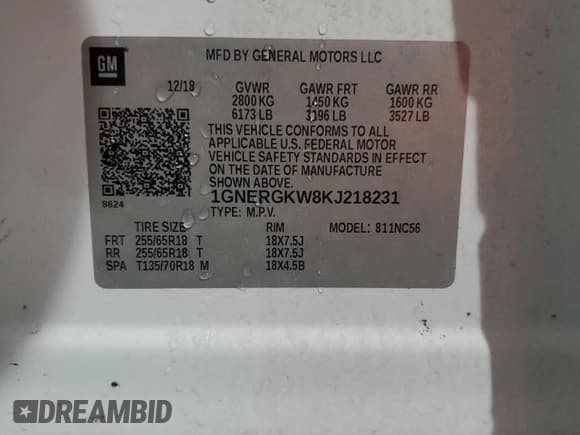 GM
MFD BY GENERAL MOTORS LLC
12/18 GVWR GAWR FRT GAWR RR
2800 KG 1450 KG 1600 KG
6173 LB 3196 LB 3527 LB
THIS VEHICLE CONFORMS TO ALL
APPLICABLE U.S. FEDERAL MOTOR
VEHICLE SAFETY STANDARDS IN EFFECT
ON THE DATE OF MANUFACTURE
SHOWN ABOVE.
8624
1GNERGKW8KJ218231
TYPE: M.P.V.
TIRE SIZE RIM MODEL: 811NC56
FRT 255/65R18 T 18X7.5J
RR 255/65R18 T 18X7.5J
SPA T135/70R18 M 18X4.5B
DREAMBID